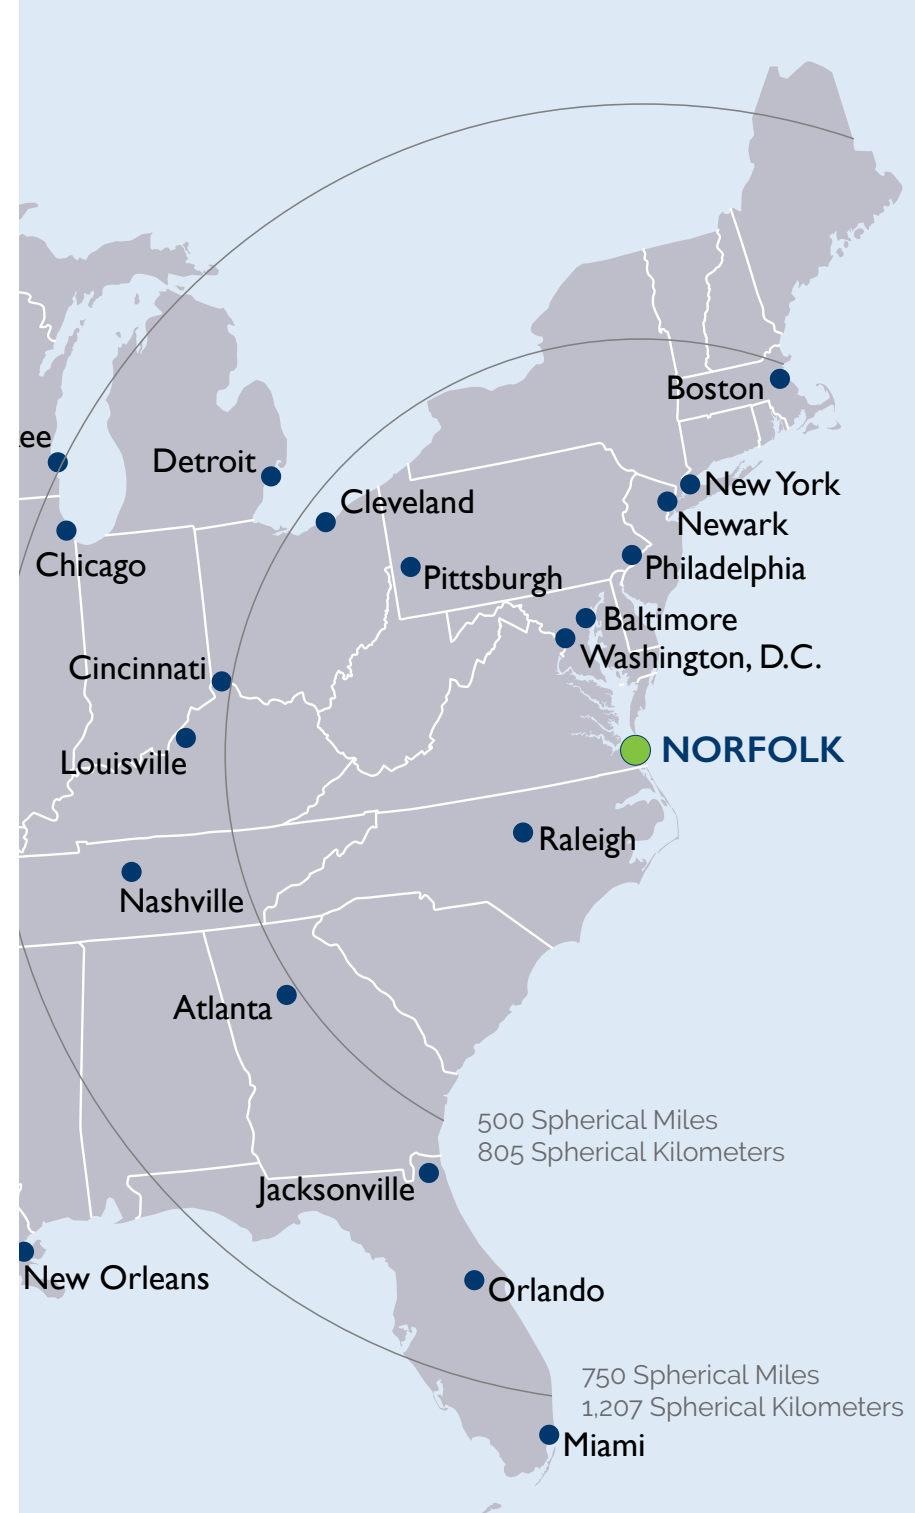 Boston
ee
Detroit
New York
Cleveland
Newark
Chicago
Pittsburgh
Philadelphia
Baltimore
Washington, D.C.
Cincinnati
NORFOLK
Louisville
Raleigh
Nashville
Atlanta
500 Spherical Miles
805 Spherical Kilometers
Jacksonville
New Orleans
Orlando
750 Spherical Miles
1,207 Spherical Kilometers
Miami